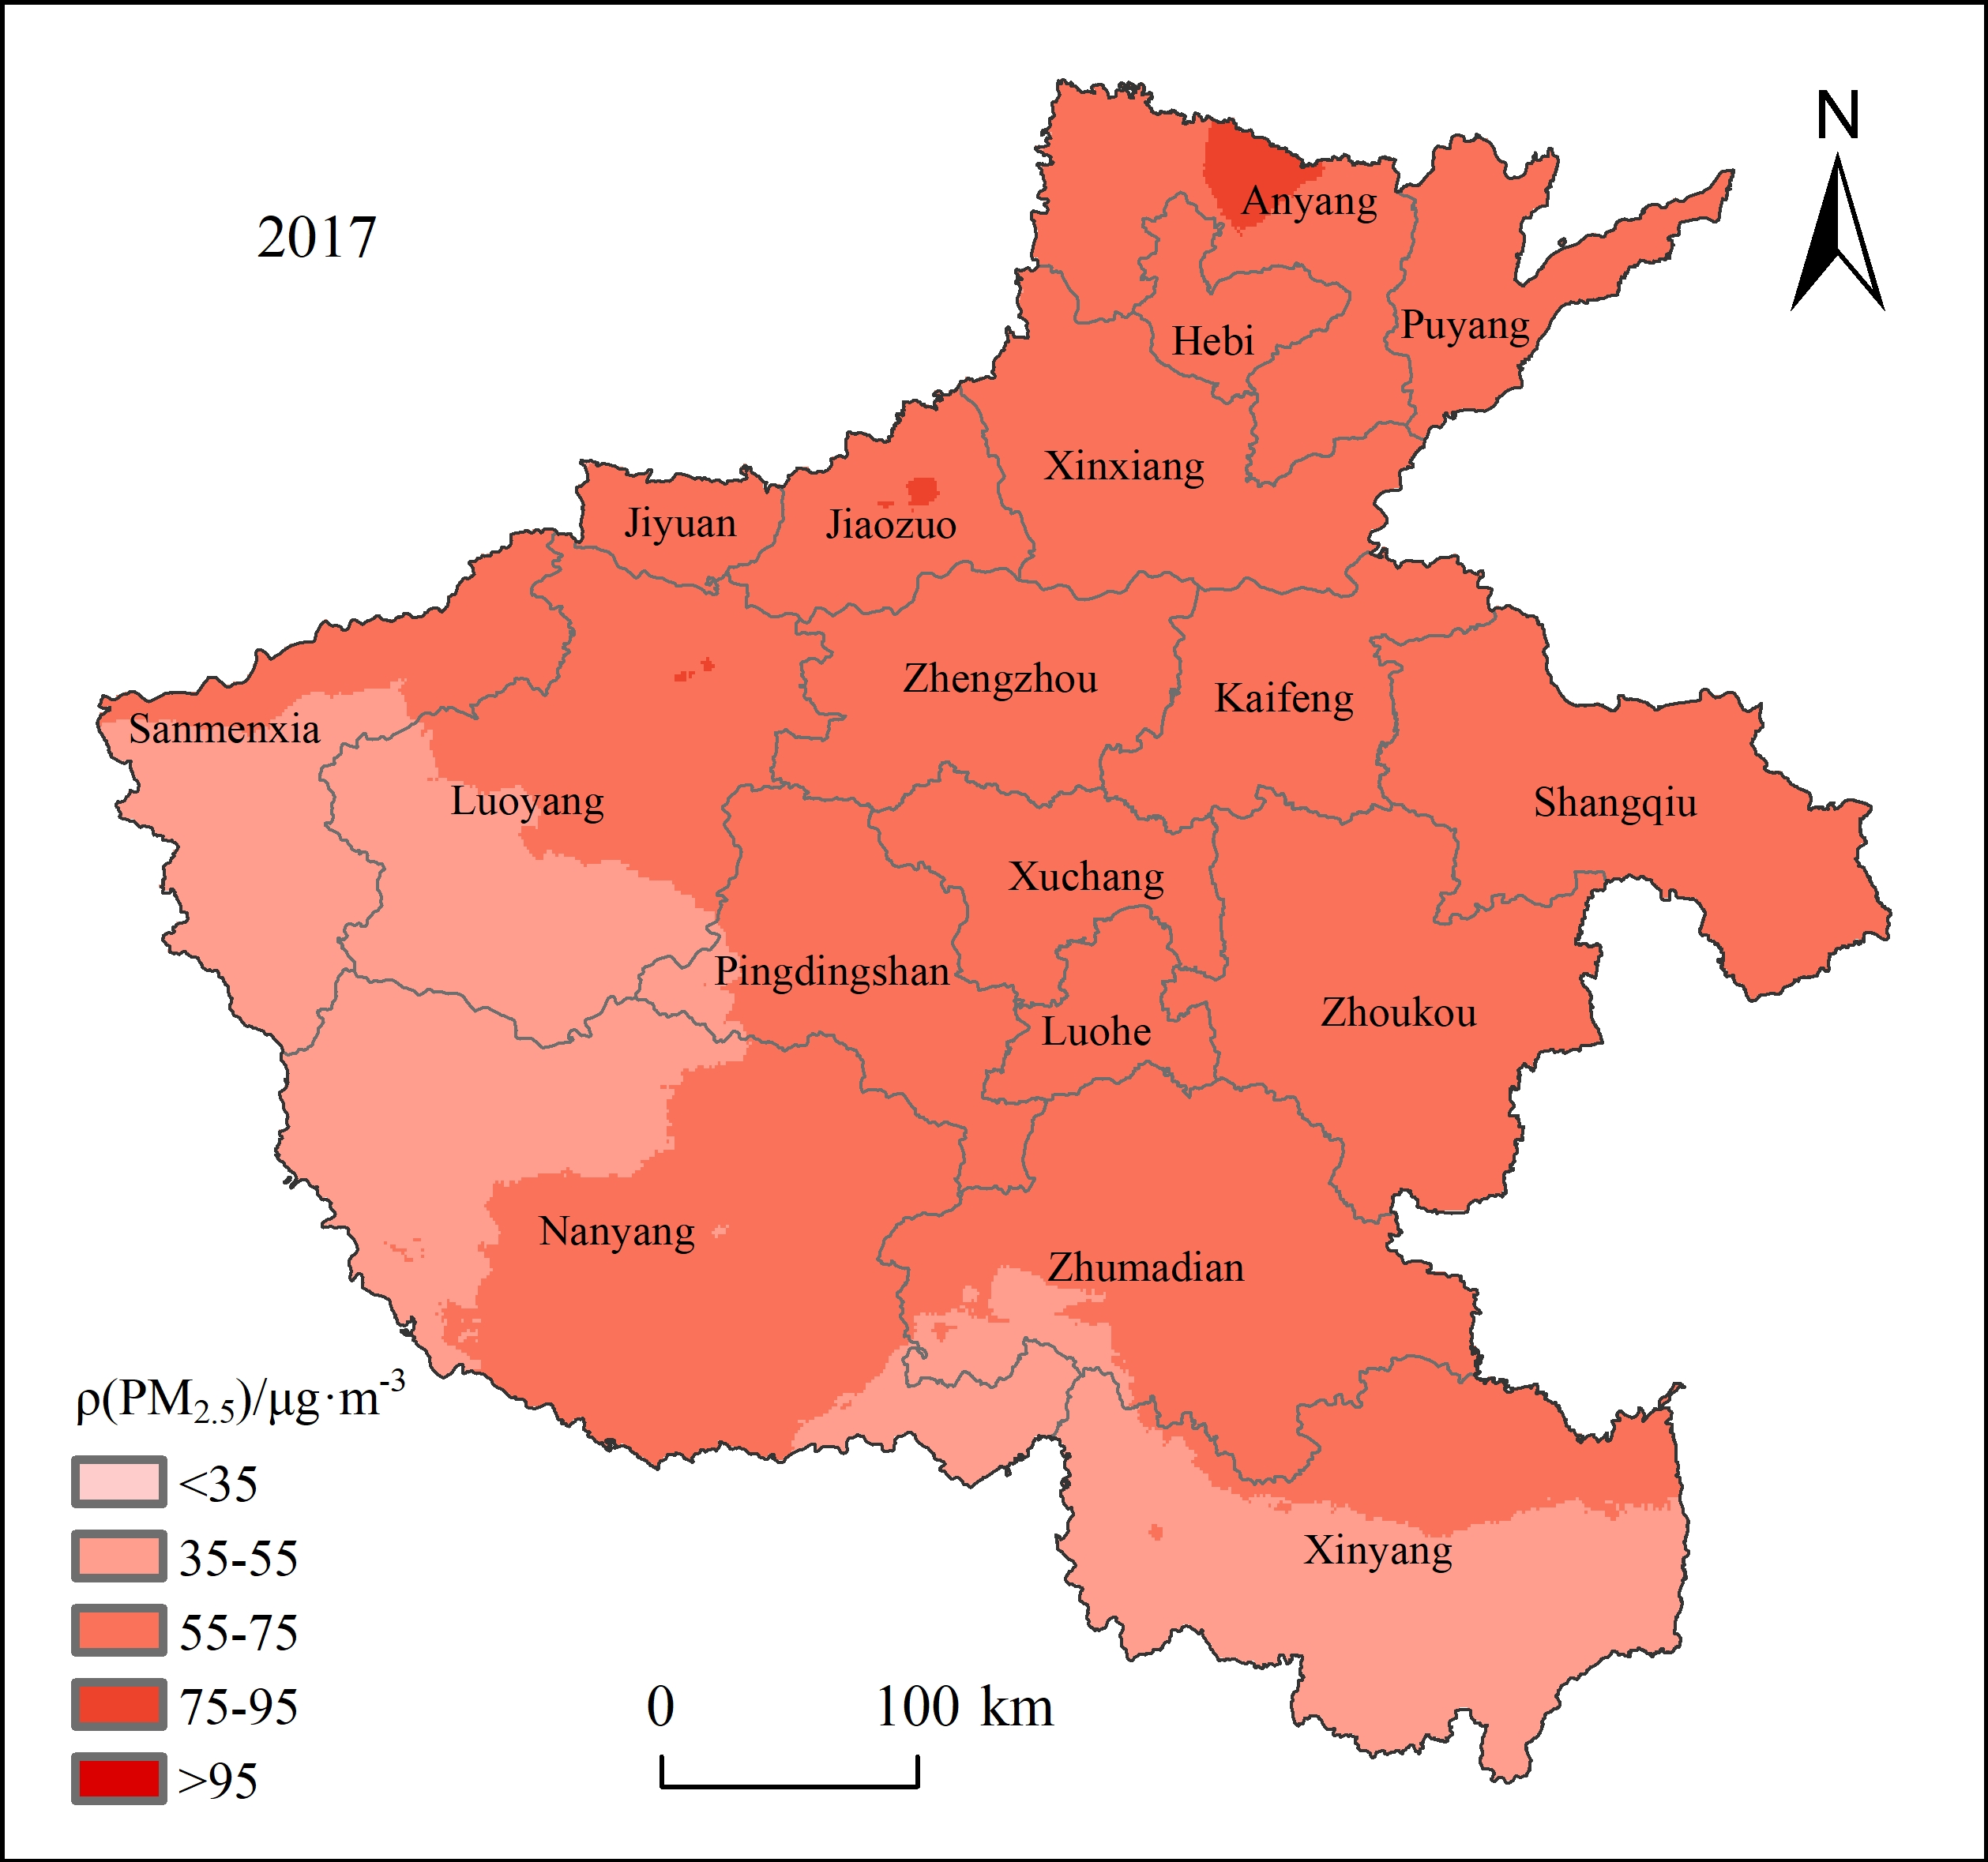 N
2017
Anyang
Puyang
Hebi
Xinxiang
Jiyuan
Jiaozuo
Zhengzhou
Kaifeng
Sanmenxia
Luoyang
Shangqiu
Xuchang
Pingdingshan
Zhoukou
Luohe
Nanyang
Zhumadian
Xinyang
ρ(PM2.5)/μg·m-3
<35
35-55
55-75
75-95
>95
0 100 km